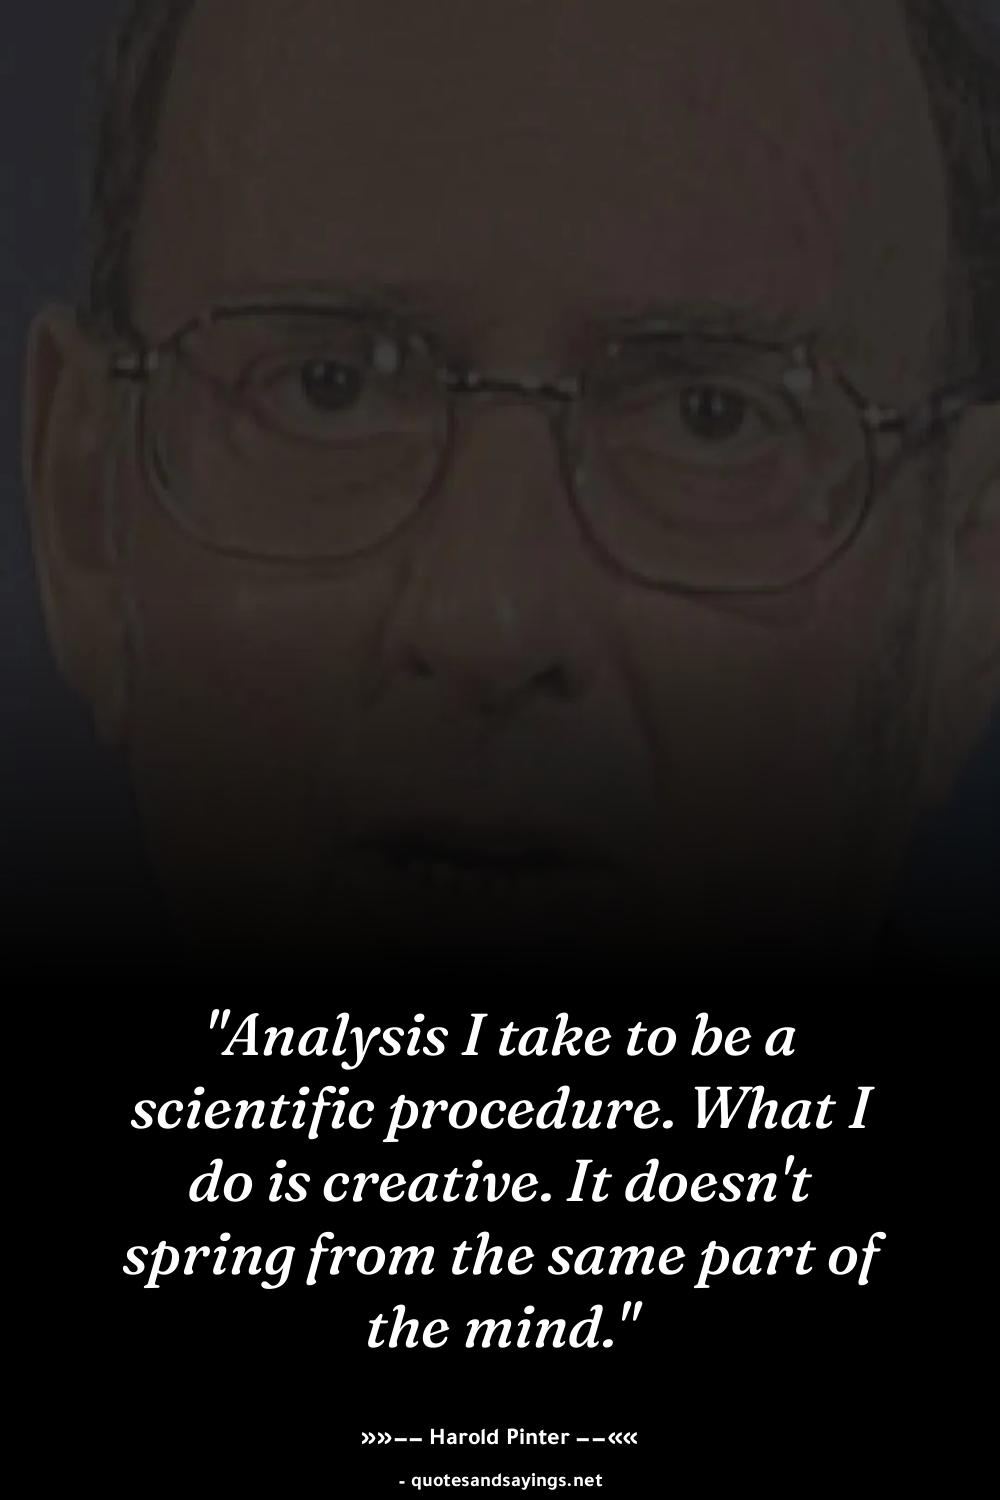 "Analysis I take to be a
scientific procedure. What I
do is creative. It doesn't
spring from the same part of
the mind."
»»–– Harold Pinter ––««
- quotesandsayings.net